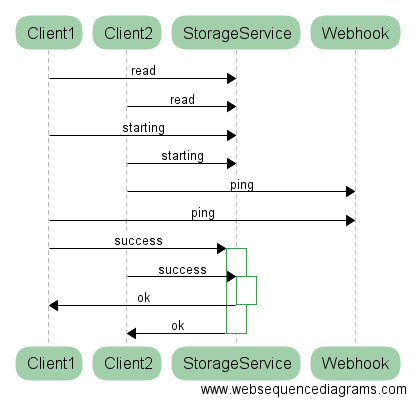 Client1 Client2 StorageService Webhook
read
read
starting
starting
ping
ping
success
success
ok
ok
Client1 Client2 StorageService Webhook
www.websequencediagrams.com